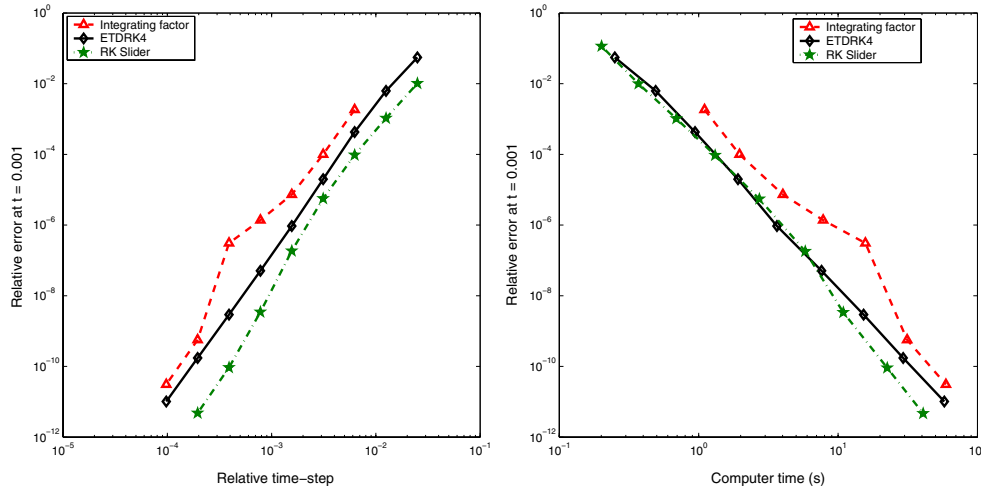 10^0
10^−2
10^−4
10^−6
10^−8
10^−10
10^−12
Relative error at t = 0.001
Integrating factor
ETDRK4
RK Slider
10^−5
10^−4
10^−3
10^−2
10^−1
Relative time−step
10^0
10^−2
10^−4
10^−6
10^−8
10^−10
10^−12
Relative error at t = 0.001
Integrating factor
ETDRK4
RK Slider
10^−1
10^0
10^1
10^
Computer time (s)